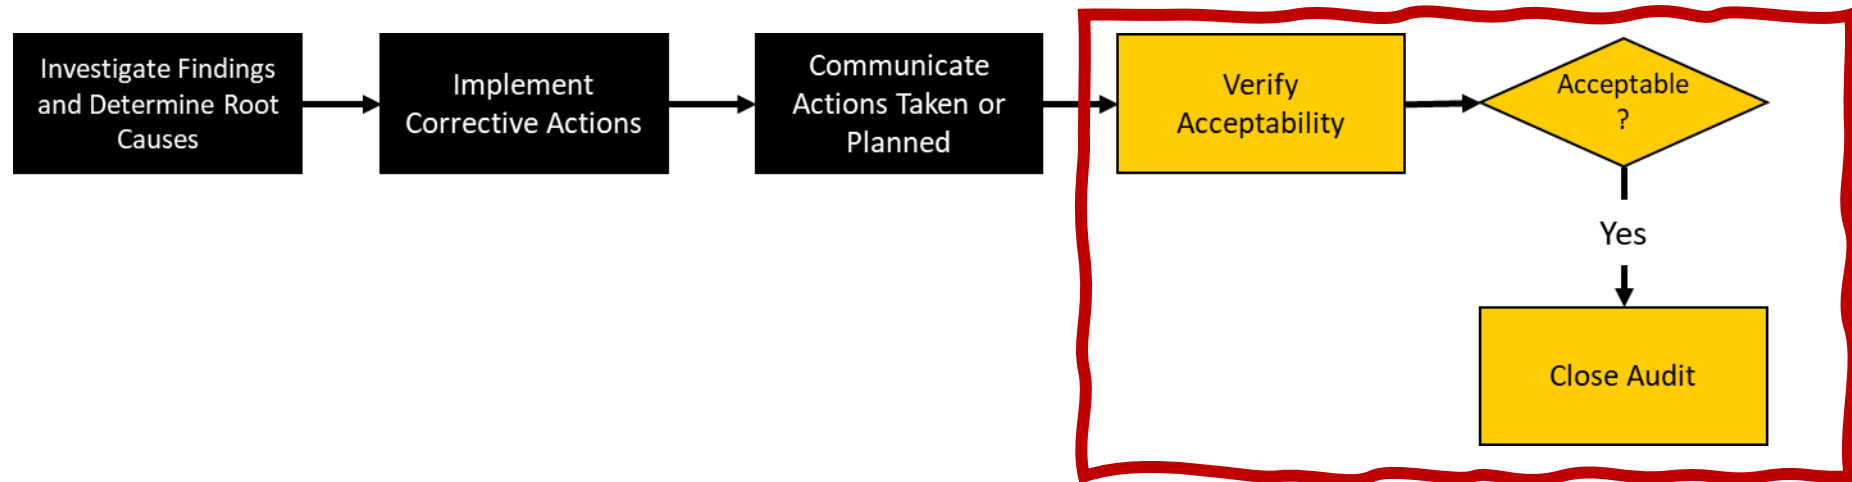 Investigate Findings
and Determine Root
Causes
Implement
Corrective Actions
Communicate
Actions Taken or
Planned
Verify
Acceptability
Acceptable
?
Yes
Close Audit